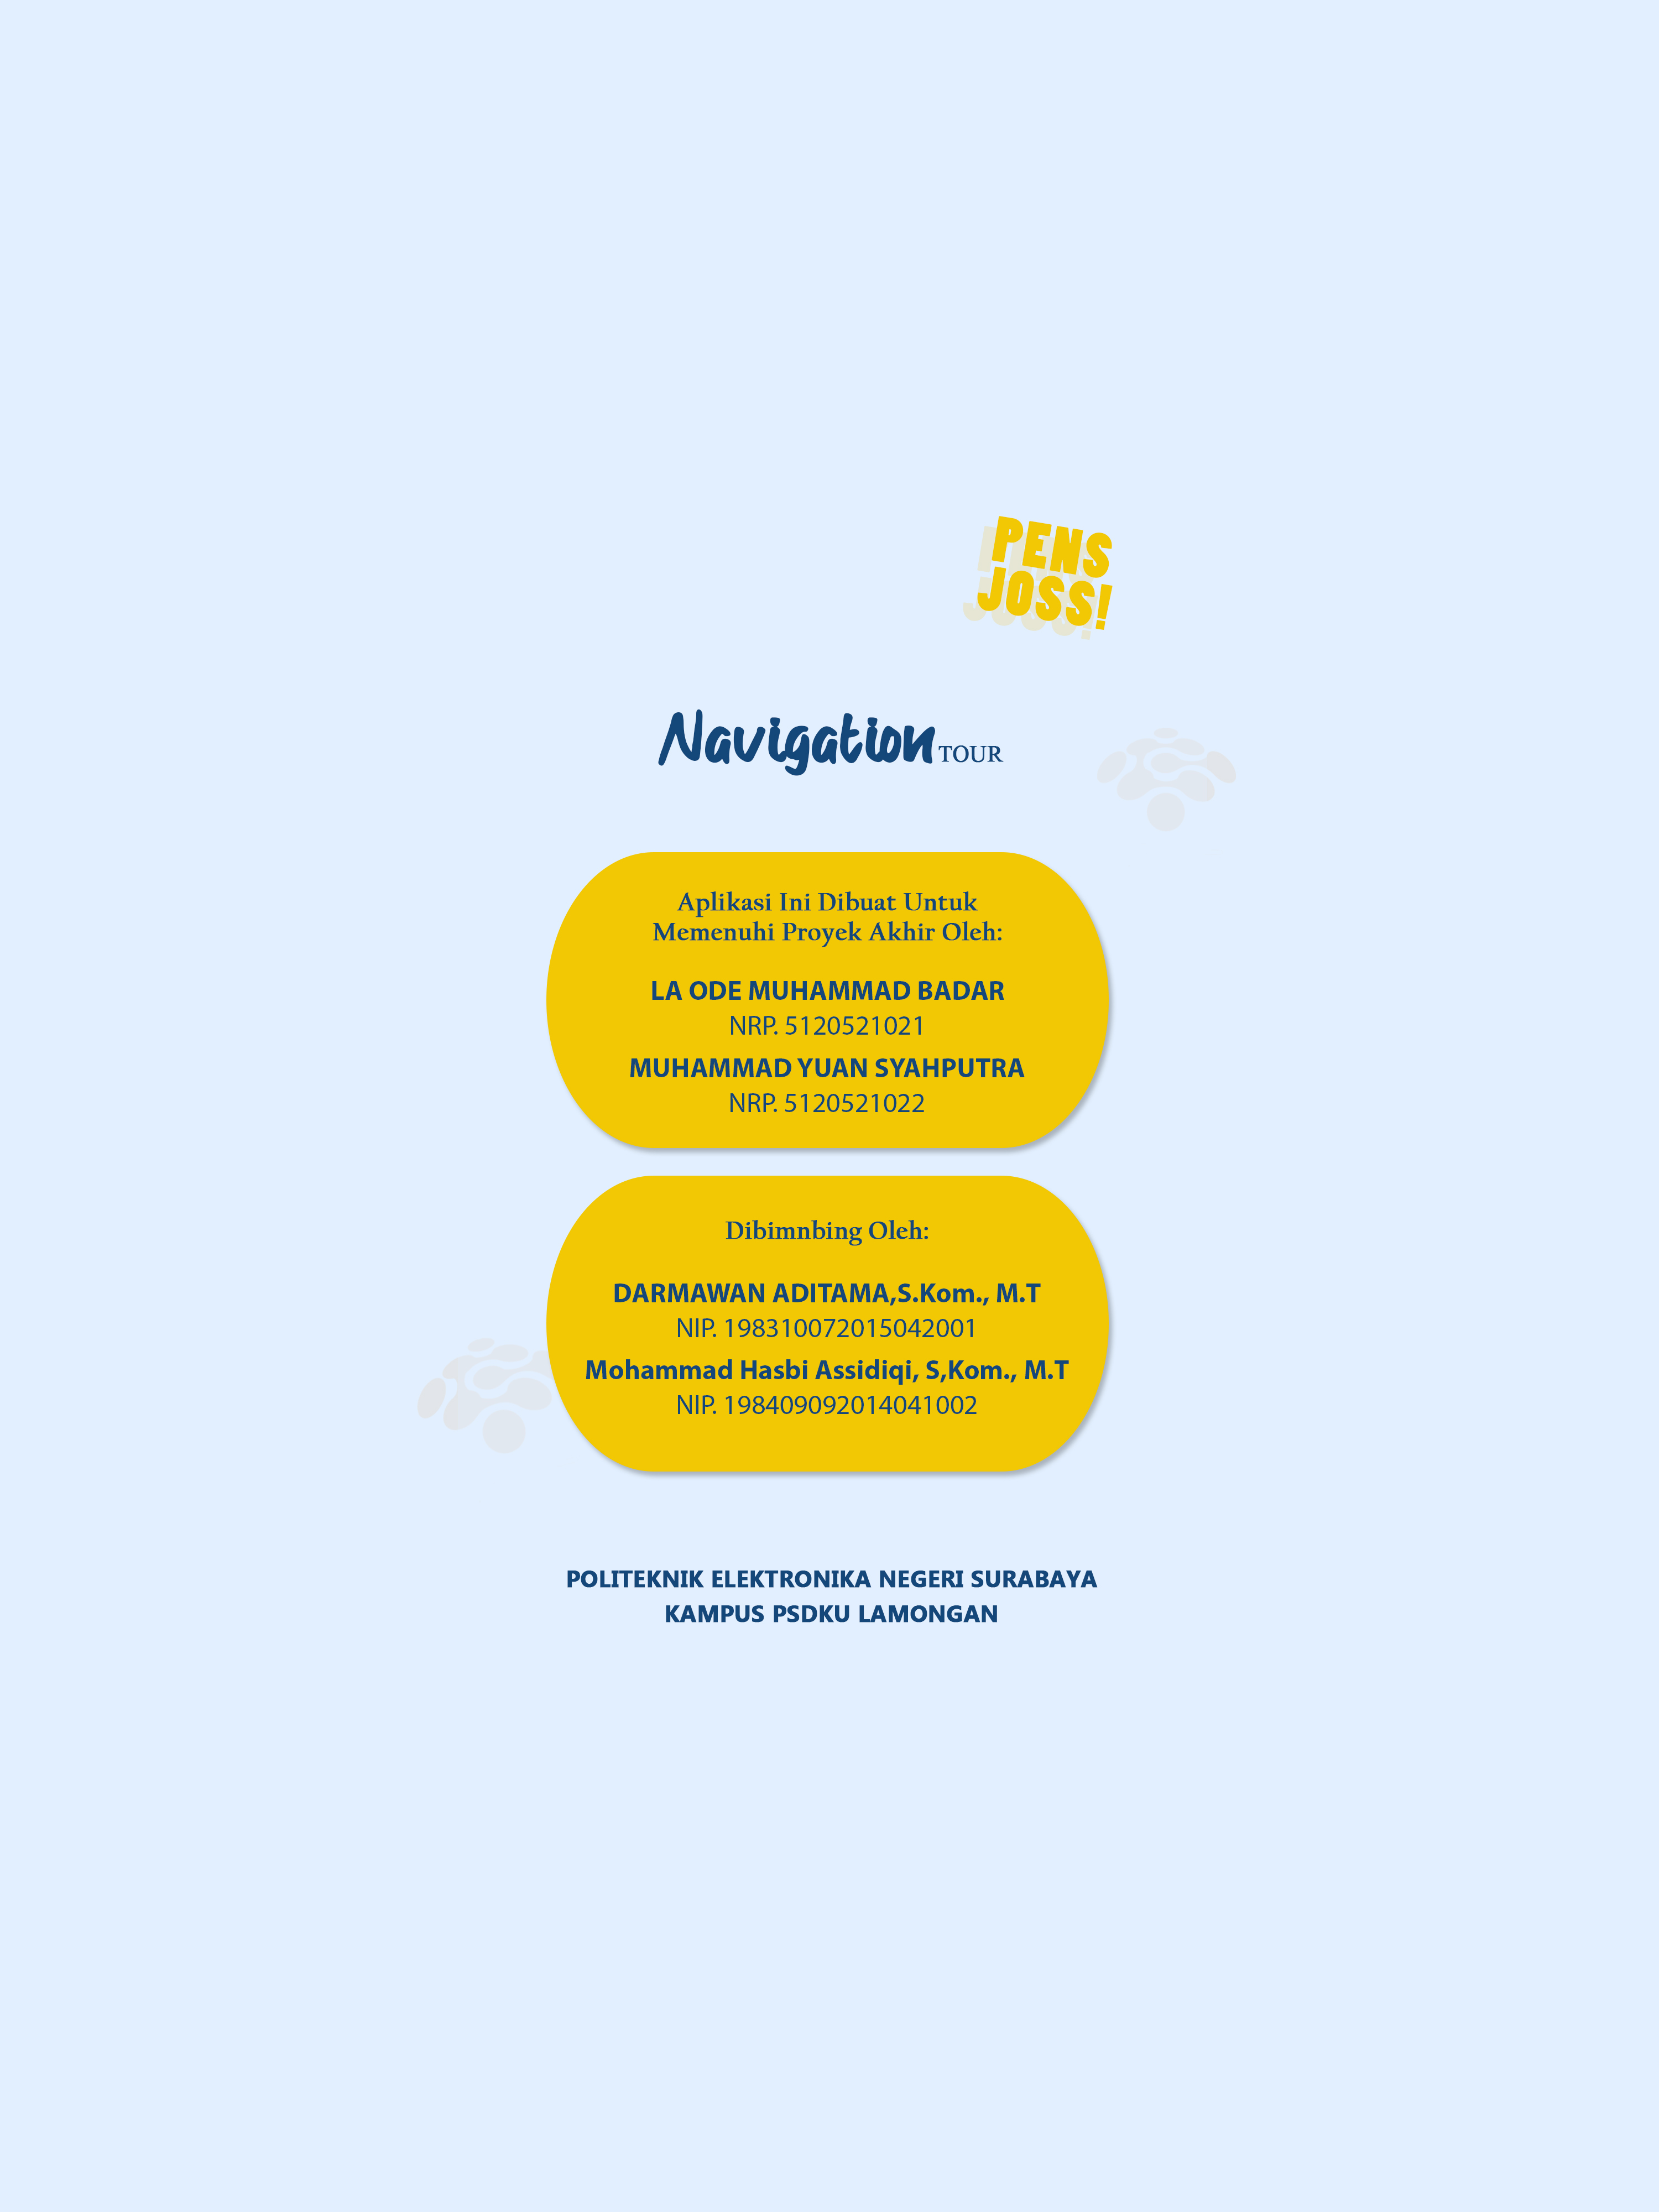 PENS
JOSS!
Navigation TOUR
Aplikasi Ini Dibuat Untuk
Memenuhi Proyek Akhir Oleh:
LA ODE MUHAMMAD BADAR
NRP. 5120521021
MUHAMMAD YUAN SYAHPUTRA
NRP. 5120521022
Dibimnbing Oleh:
DARMAWAN ADITAMA,S.Kom., M.T
NIP. 198310072015042001
Mohammad Hasbi Assidiqi, S,Kom., M.T
NIP. 198409092014041002
POLITEKNIK ELEKTRONIKA NEGERI SURABAYA
KAMPUS PSDKU LAMONGAN